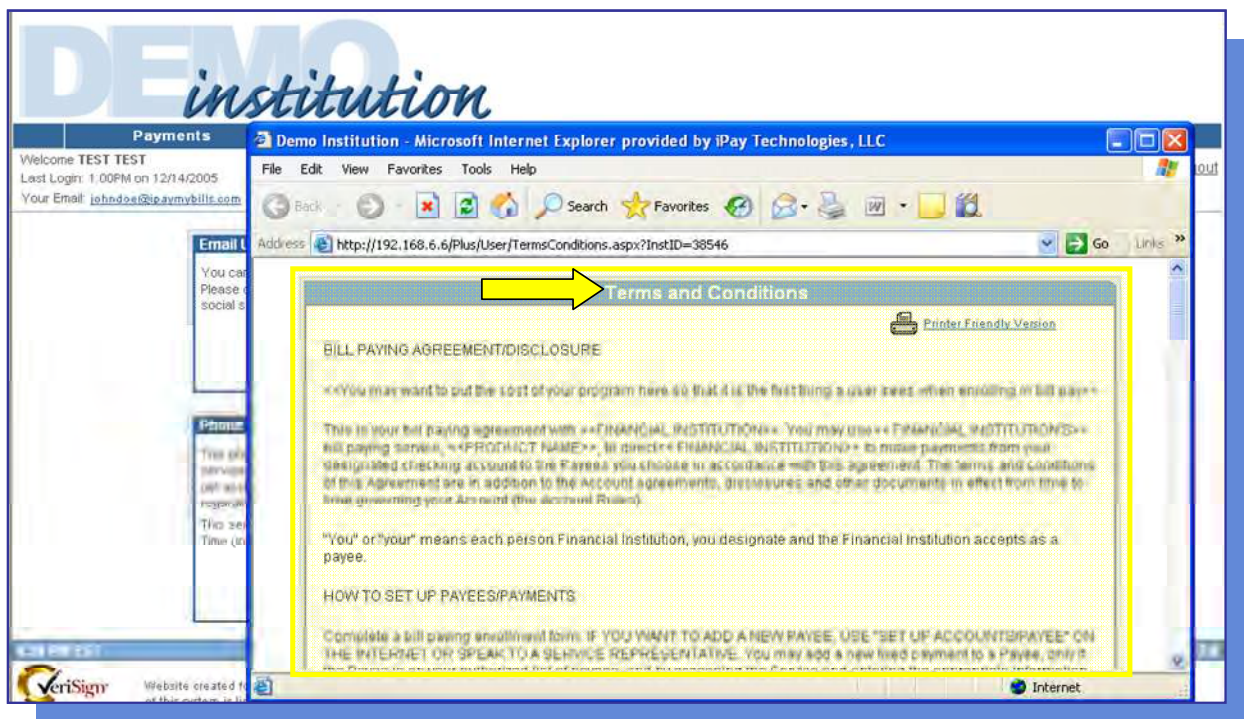 DEMO
institution
Payments
Welcome TEST TEST
Last Login: 1:00PM on 12/14/2005
Your Email: johndoe@ipaymybills.com
out
Demo Institution - Microsoft Internet Explorer provided by iPay Technologies, LLC
File Edit View Favorites Tools Help
Back Search Favorites
Address http://192.168.6.6/Plus/User/TermsConditions.aspx?InstID=38546 Go Links »
Email
You can
Please
social s
Phone
This ser
Time (in
Terms and Conditions
Printer Friendly Version
BILL PAYING AGREEMENT/DISCLOSURE
<<You may want to put the cost of your program here so that it is the first thing a user sees when enrolling in bill pay>>
This is your bill paying agreement with <<FINANCIAL INSTITUTION>>. You may use << FINANCIAL INSTITUTION'S>>
bill paying service, <<PRODUCT NAME>>, to direct << FINANCIAL INSTITUTION>> to make payments from your
designated checking account to the Payees you choose in accordance with this agreement. The terms and conditions
of this Agreement are in addition to the Account agreements, disclosures and other documents in effect from time to
time governing your Account (the Account Rules).
"You" or "your" means each person Financial Institution, you designate and the Financial Institution accepts as a
payee.
HOW TO SET UP PAYEES/PAYMENTS
Complete a bill paying enrollment form. IF YOU WANT TO ADD A NEW PAYEE, USE "SET UP ACCOUNTS/PAYEE" ON
THE INTERNET OR SPEAK TO A SERVICE REPRESENTATIVE. You may add a new fixed payment to a Payee, only if
VeriSign
Website created
Internet